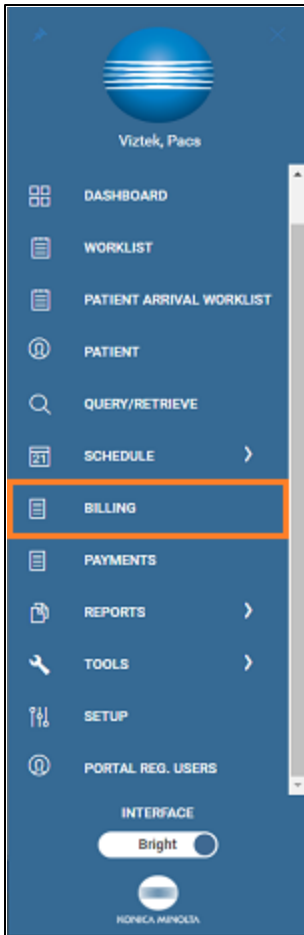 Viztek, Pacs
DASHBOARD
WORKLIST
PATIENT ARRIVAL WORKLIST
PATIENT
QUERY/RETRIEVE
21
SCHEDULE
BILLING
PAYMENTS
REPORTS
TOOLS
SETUP
PORTAL REG. USERS
INTERFACE
Bright
KONICA MINOLTA